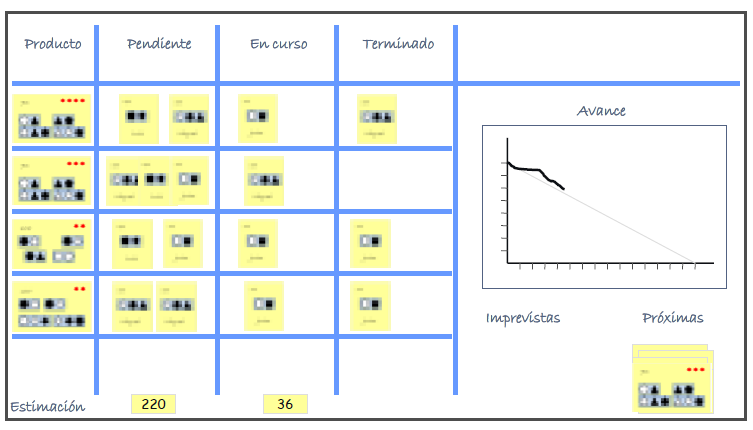 Producto Pendiente En curso Terminado
Avance
Imprevistas Próximas
Estimación 220 36